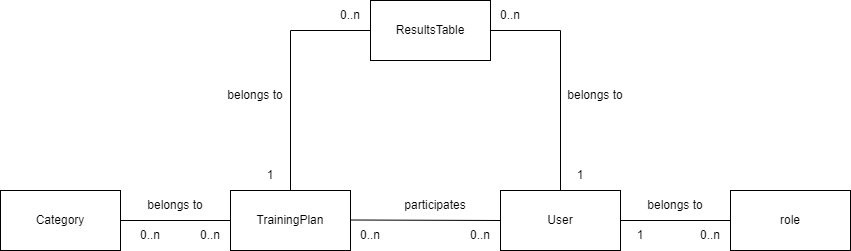 0..n
ResultsTable
0..n
belongs to
belongs to
1
1
Category
belongs to
0..n
0..n
TrainingPlan
participates
0..n
0..n
User
belongs to
1
0..n
role